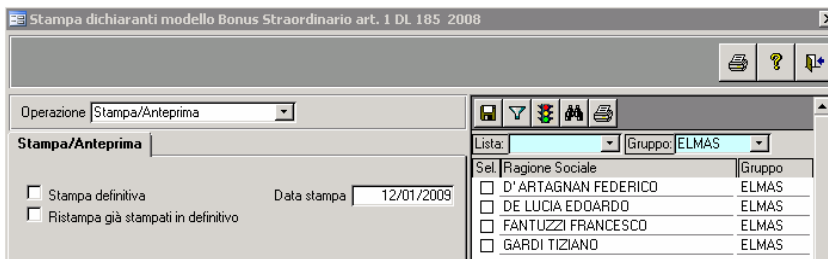 Stampa dichiaranti modello Bonus Straordinario art. 1 DL 185 2008
Operazione Stampa/Anteprima
Stampa/Anteprima
Stampa definitiva Data stampa 12/01/2009
Ristampa già stampati in definitivo
Lista: Gruppo: ELMAS
Sel. Ragione Sociale Gruppo
D'ARTAGNAN FEDERICO ELMAS
DE LUCIA EDOARDO ELMAS
FANTUZZI FRANCESCO ELMAS
GARDI TIZIANO ELMAS